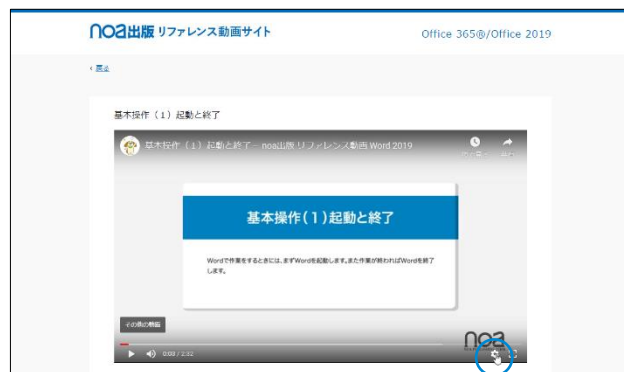 noa出版 リファレンス動画サイト
Office 365@/Office 2019
‹ 戻る
基本操作（1）起動と終了
基本操作（1）起動と終了 – noa出版リファレンス動画 Word 2019
基本操作（1）起動と終了
Wordで作業をするときには、まずWordを起動します。また作業が終わればWordを終了
します。
その他の動画
noa
0:03 / 2:32